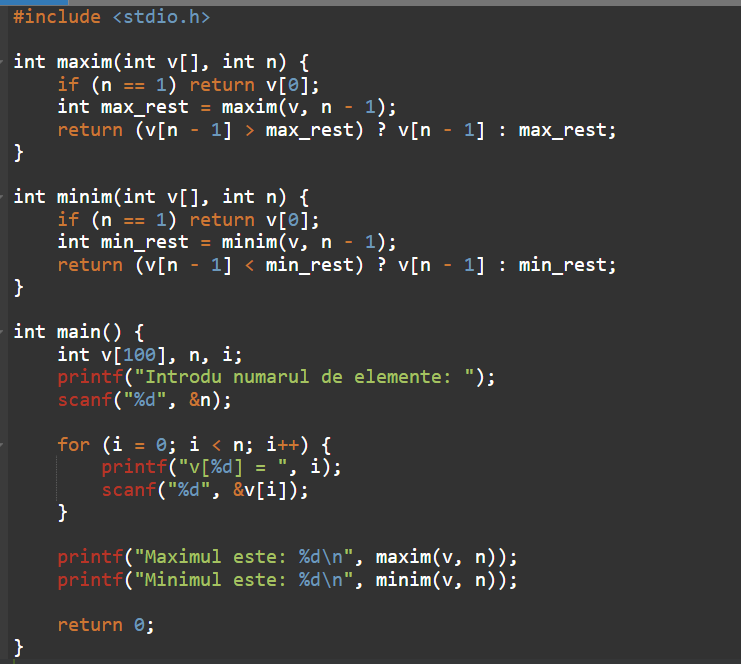 #include <stdio.h>

int maxim(int v[], int n) {
    if (n == 1) return v[0];
    int max_rest = maxim(v, n - 1);
    return (v[n - 1] > max_rest) ? v[n - 1] : max_rest;
}

int minim(int v[], int n) {
    if (n == 1) return v[0];
    int min_rest = minim(v, n - 1);
    return (v[n - 1] < min_rest) ? v[n - 1] : min_rest;
}

int main() {
    int v[100], n, i;
    printf("Introdu numarul de elemente: ");
    scanf("%d", &n);

    for (i = 0; i < n; i++) {
        printf("v[%d] = ", i);
        scanf("%d", &v[i]);
    }

    printf("Maximul este: %d\n", maxim(v, n));
    printf("Minimul este: %d\n", minim(v, n));

    return 0;
}